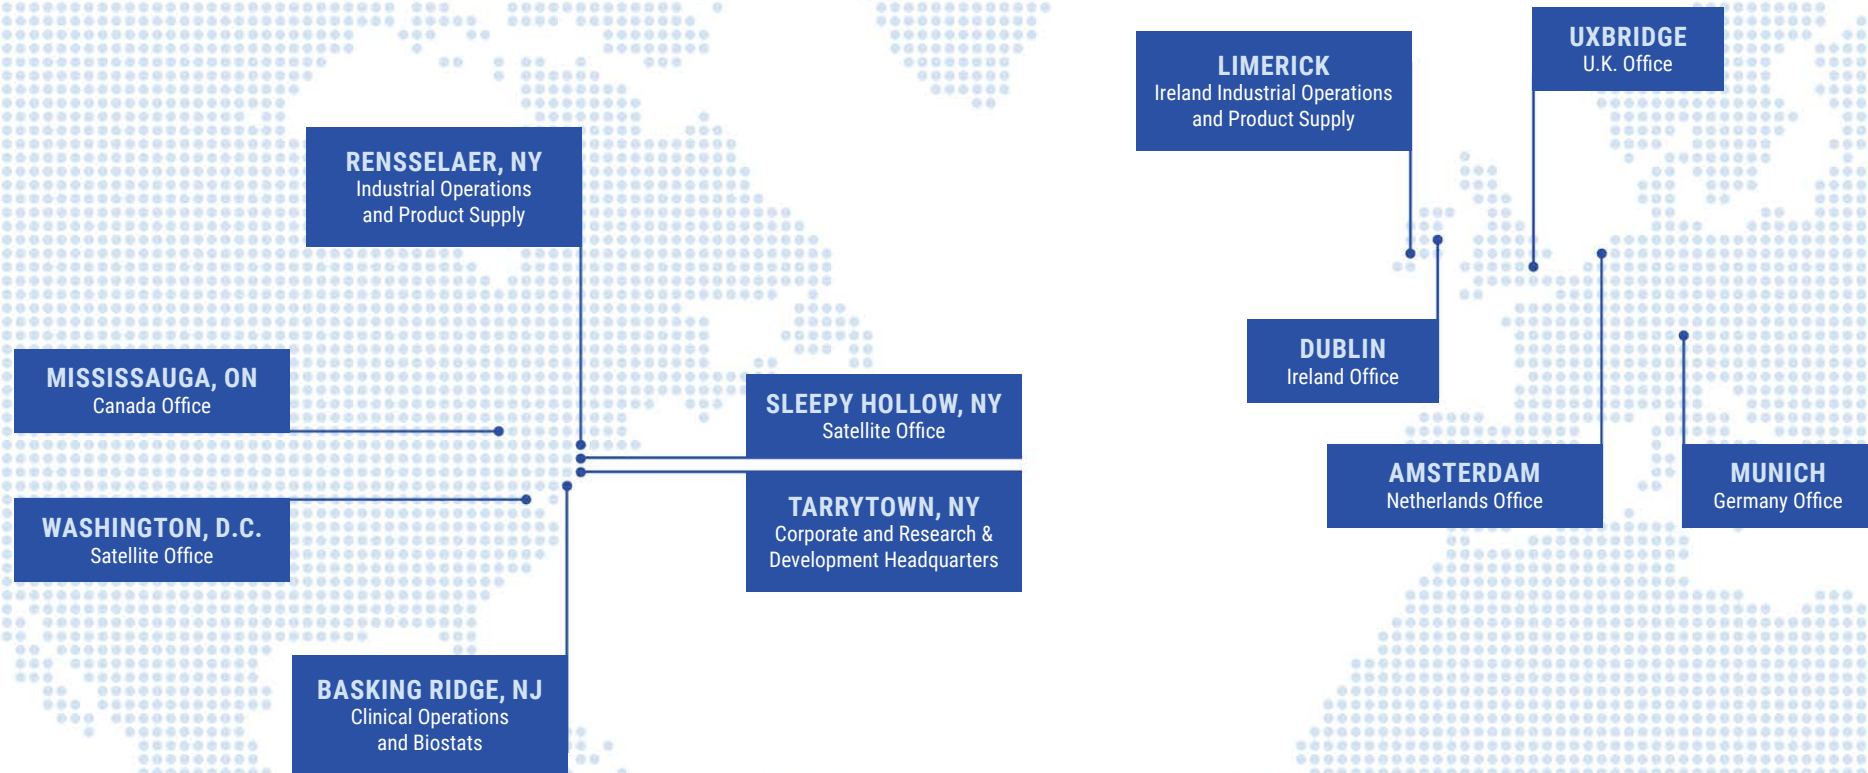 RENSSELAER, NY
Industrial Operations
and Product Supply
MISSISSAUGA, ON
Canada Office
WASHINGTON, D.C.
Satellite Office
BASKING RIDGE, NJ
Clinical Operations
and Biostats
SLEEPY HOLLOW, NY
Satellite Office
TARRYTOWN, NY
Corporate and Research &
Development Headquarters
LIMERICK
Ireland Industrial Operations
and Product Supply
UXBRIDGE
U.K. Office
DUBLIN
Ireland Office
AMSTERDAM
Netherlands Office
MUNICH
Germany Office